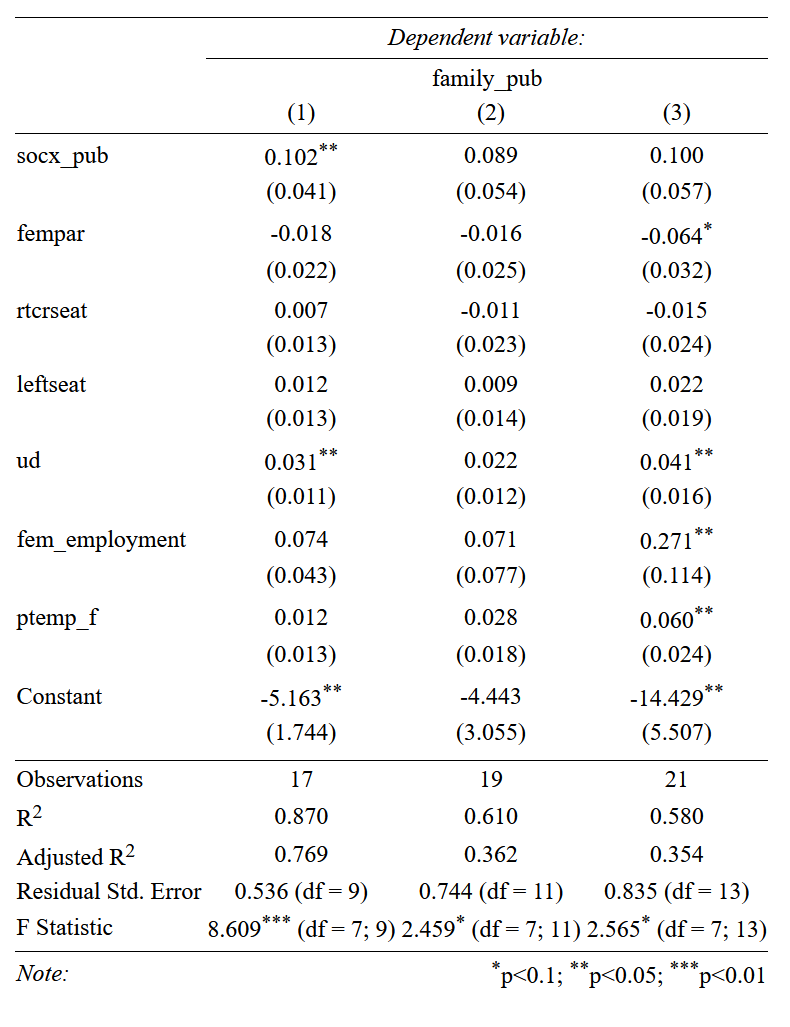 Dependent variable:
family_pub
(1) (2) (3)
socx_pub 0.102** 0.089 0.100
(0.041) (0.054) (0.057)
fempar -0.018 -0.016 -0.064*
(0.022) (0.025) (0.032)
rtcrseat 0.007 -0.011 -0.015
(0.013) (0.023) (0.024)
leftseat 0.012 0.009 0.022
(0.013) (0.014) (0.019)
ud 0.031** 0.022 0.041**
(0.011) (0.012) (0.016)
fem_employment 0.074 0.071 0.271**
(0.043) (0.077) (0.114)
ptemp_f 0.012 0.028 0.060**
(0.013) (0.018) (0.024)
Constant -5.163** -4.443 -14.429**
(1.744) (3.055) (5.507)
Observations 17 19 21
R2 0.870 0.610 0.580
Adjusted R2 0.769 0.362 0.354
Residual Std. Error 0.536 (df = 9) 0.744 (df = 11) 0.835 (df = 13)
F Statistic 8.609*** (df = 7; 9) 2.459* (df = 7; 11) 2.565* (df = 7; 13)
Note: *p<0.1; **p<0.05; ***p<0.01